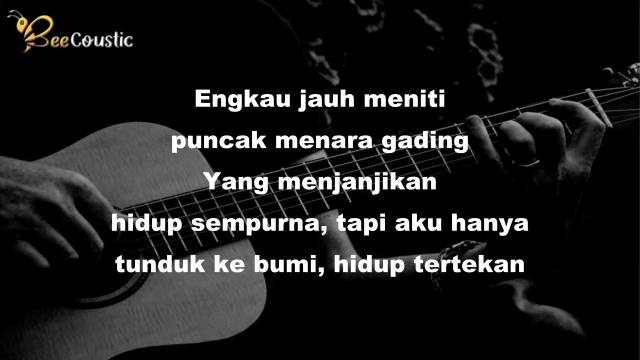 BeeCoustic
Engkau jauh meniti
puncak menara gading
Yang menjanjikan
hidup sempurna, tapi aku hanya
tunduk ke bumi, hidup tertekan